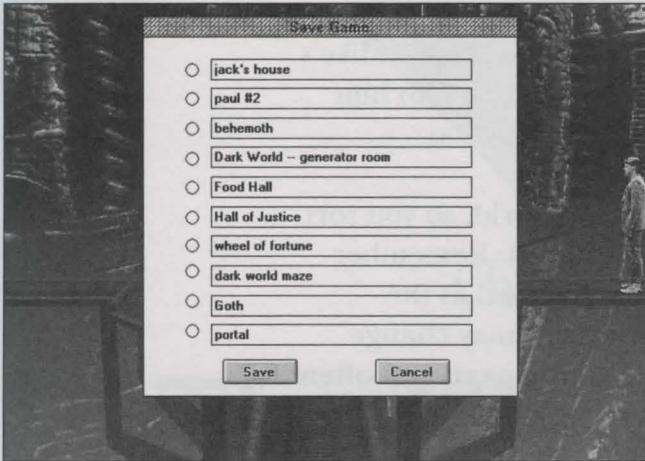 Save Game
jack's house
paul #2
behemoth
Dark World -- generator room
Food Hall
Hall of Justice
wheel of fortune
dark world maze
Goth
portal
Save
Cancel